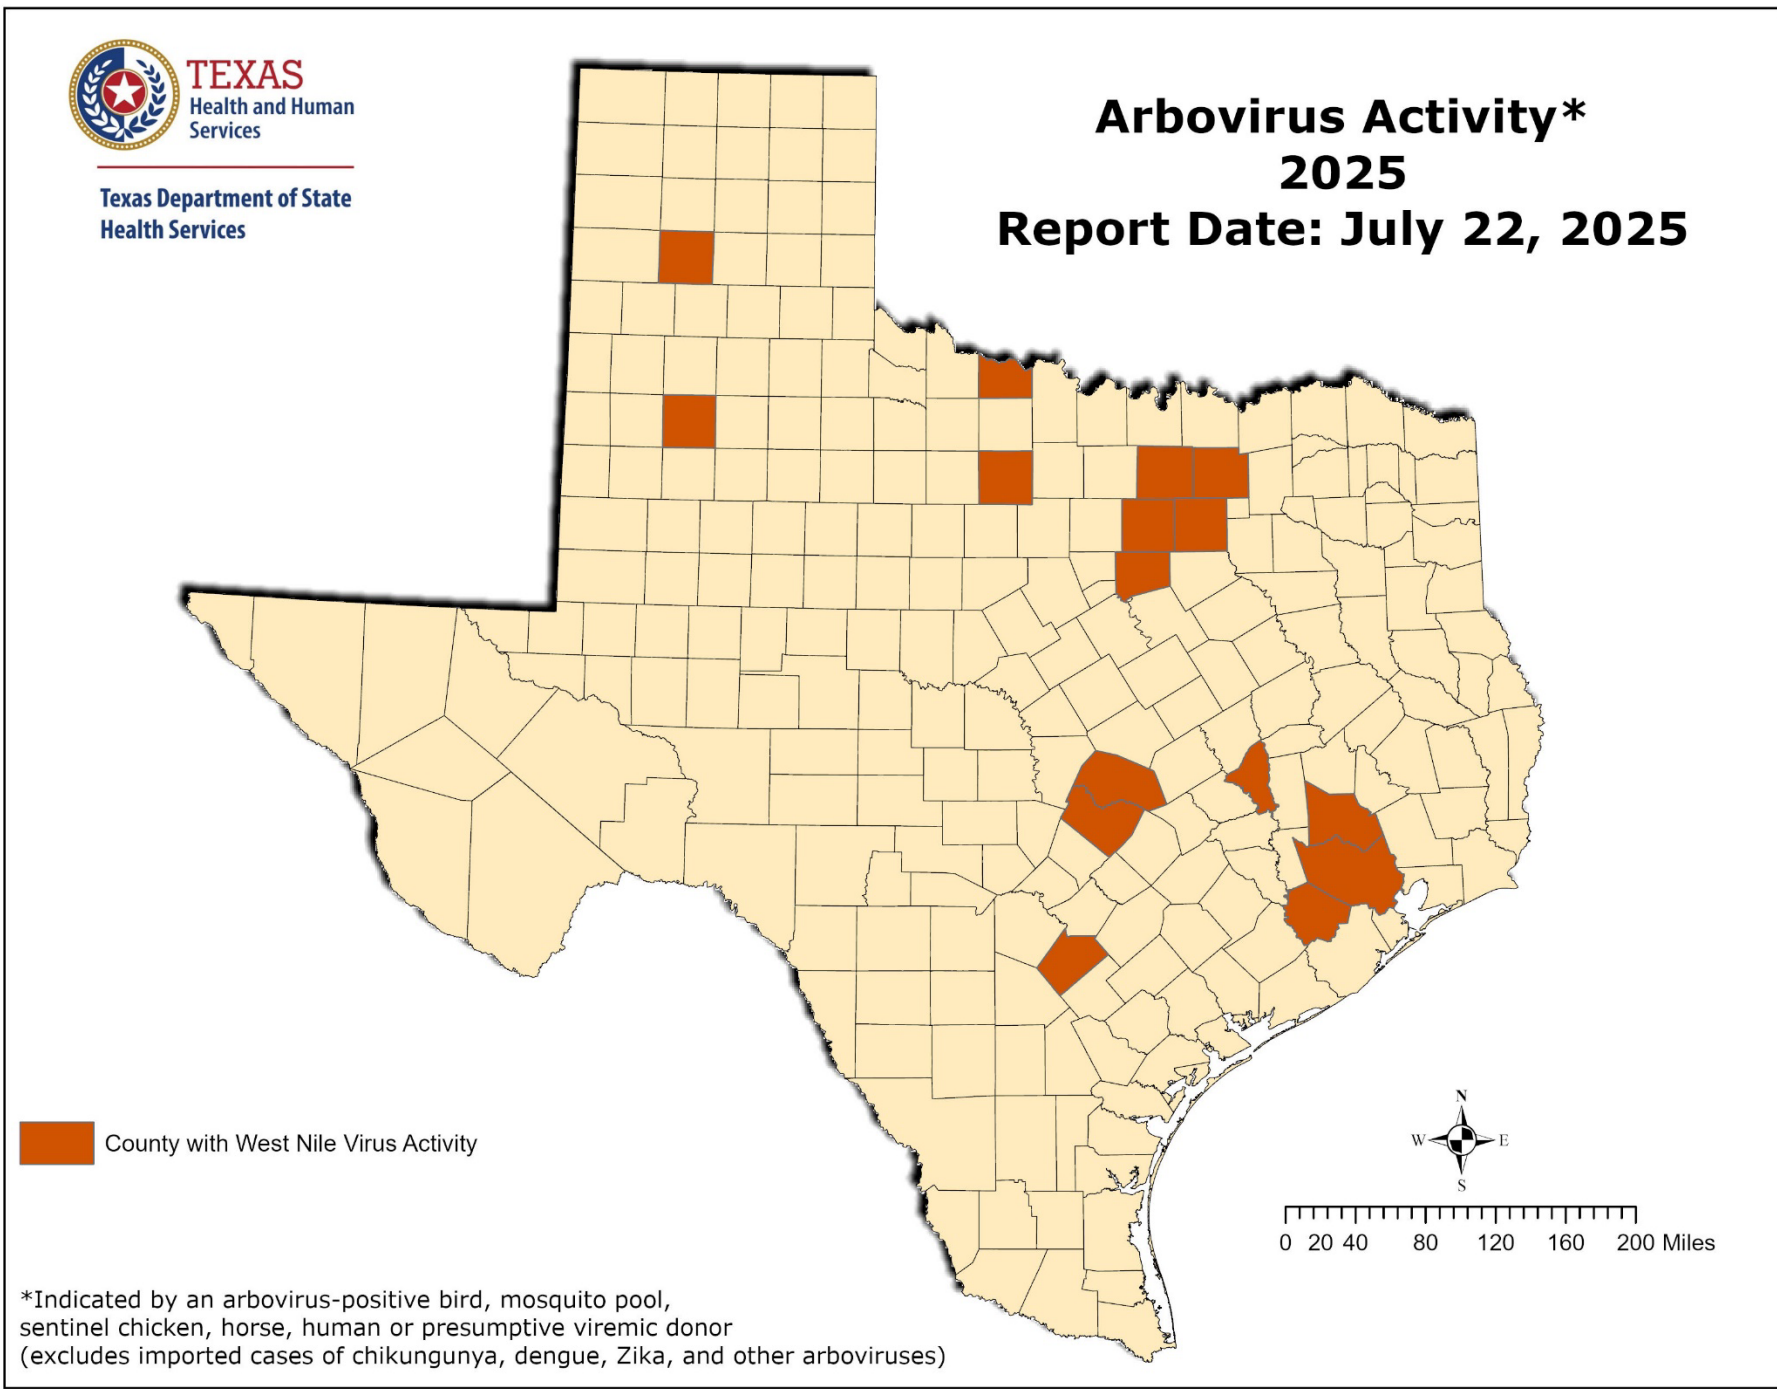 TEXAS
Health and Human
Services
Texas Department of State
Health Services
Arbovirus Activity*
2025
Report Date: July 22, 2025
County with West Nile Virus Activity
N
W E
S
0 20 40 80 120 160 200 Miles
*Indicated by an arbovirus-positive bird, mosquito pool,
sentinel chicken, horse, human or presumptive viremic donor
(excludes imported cases of chikungunya, dengue, Zika, and other arboviruses)